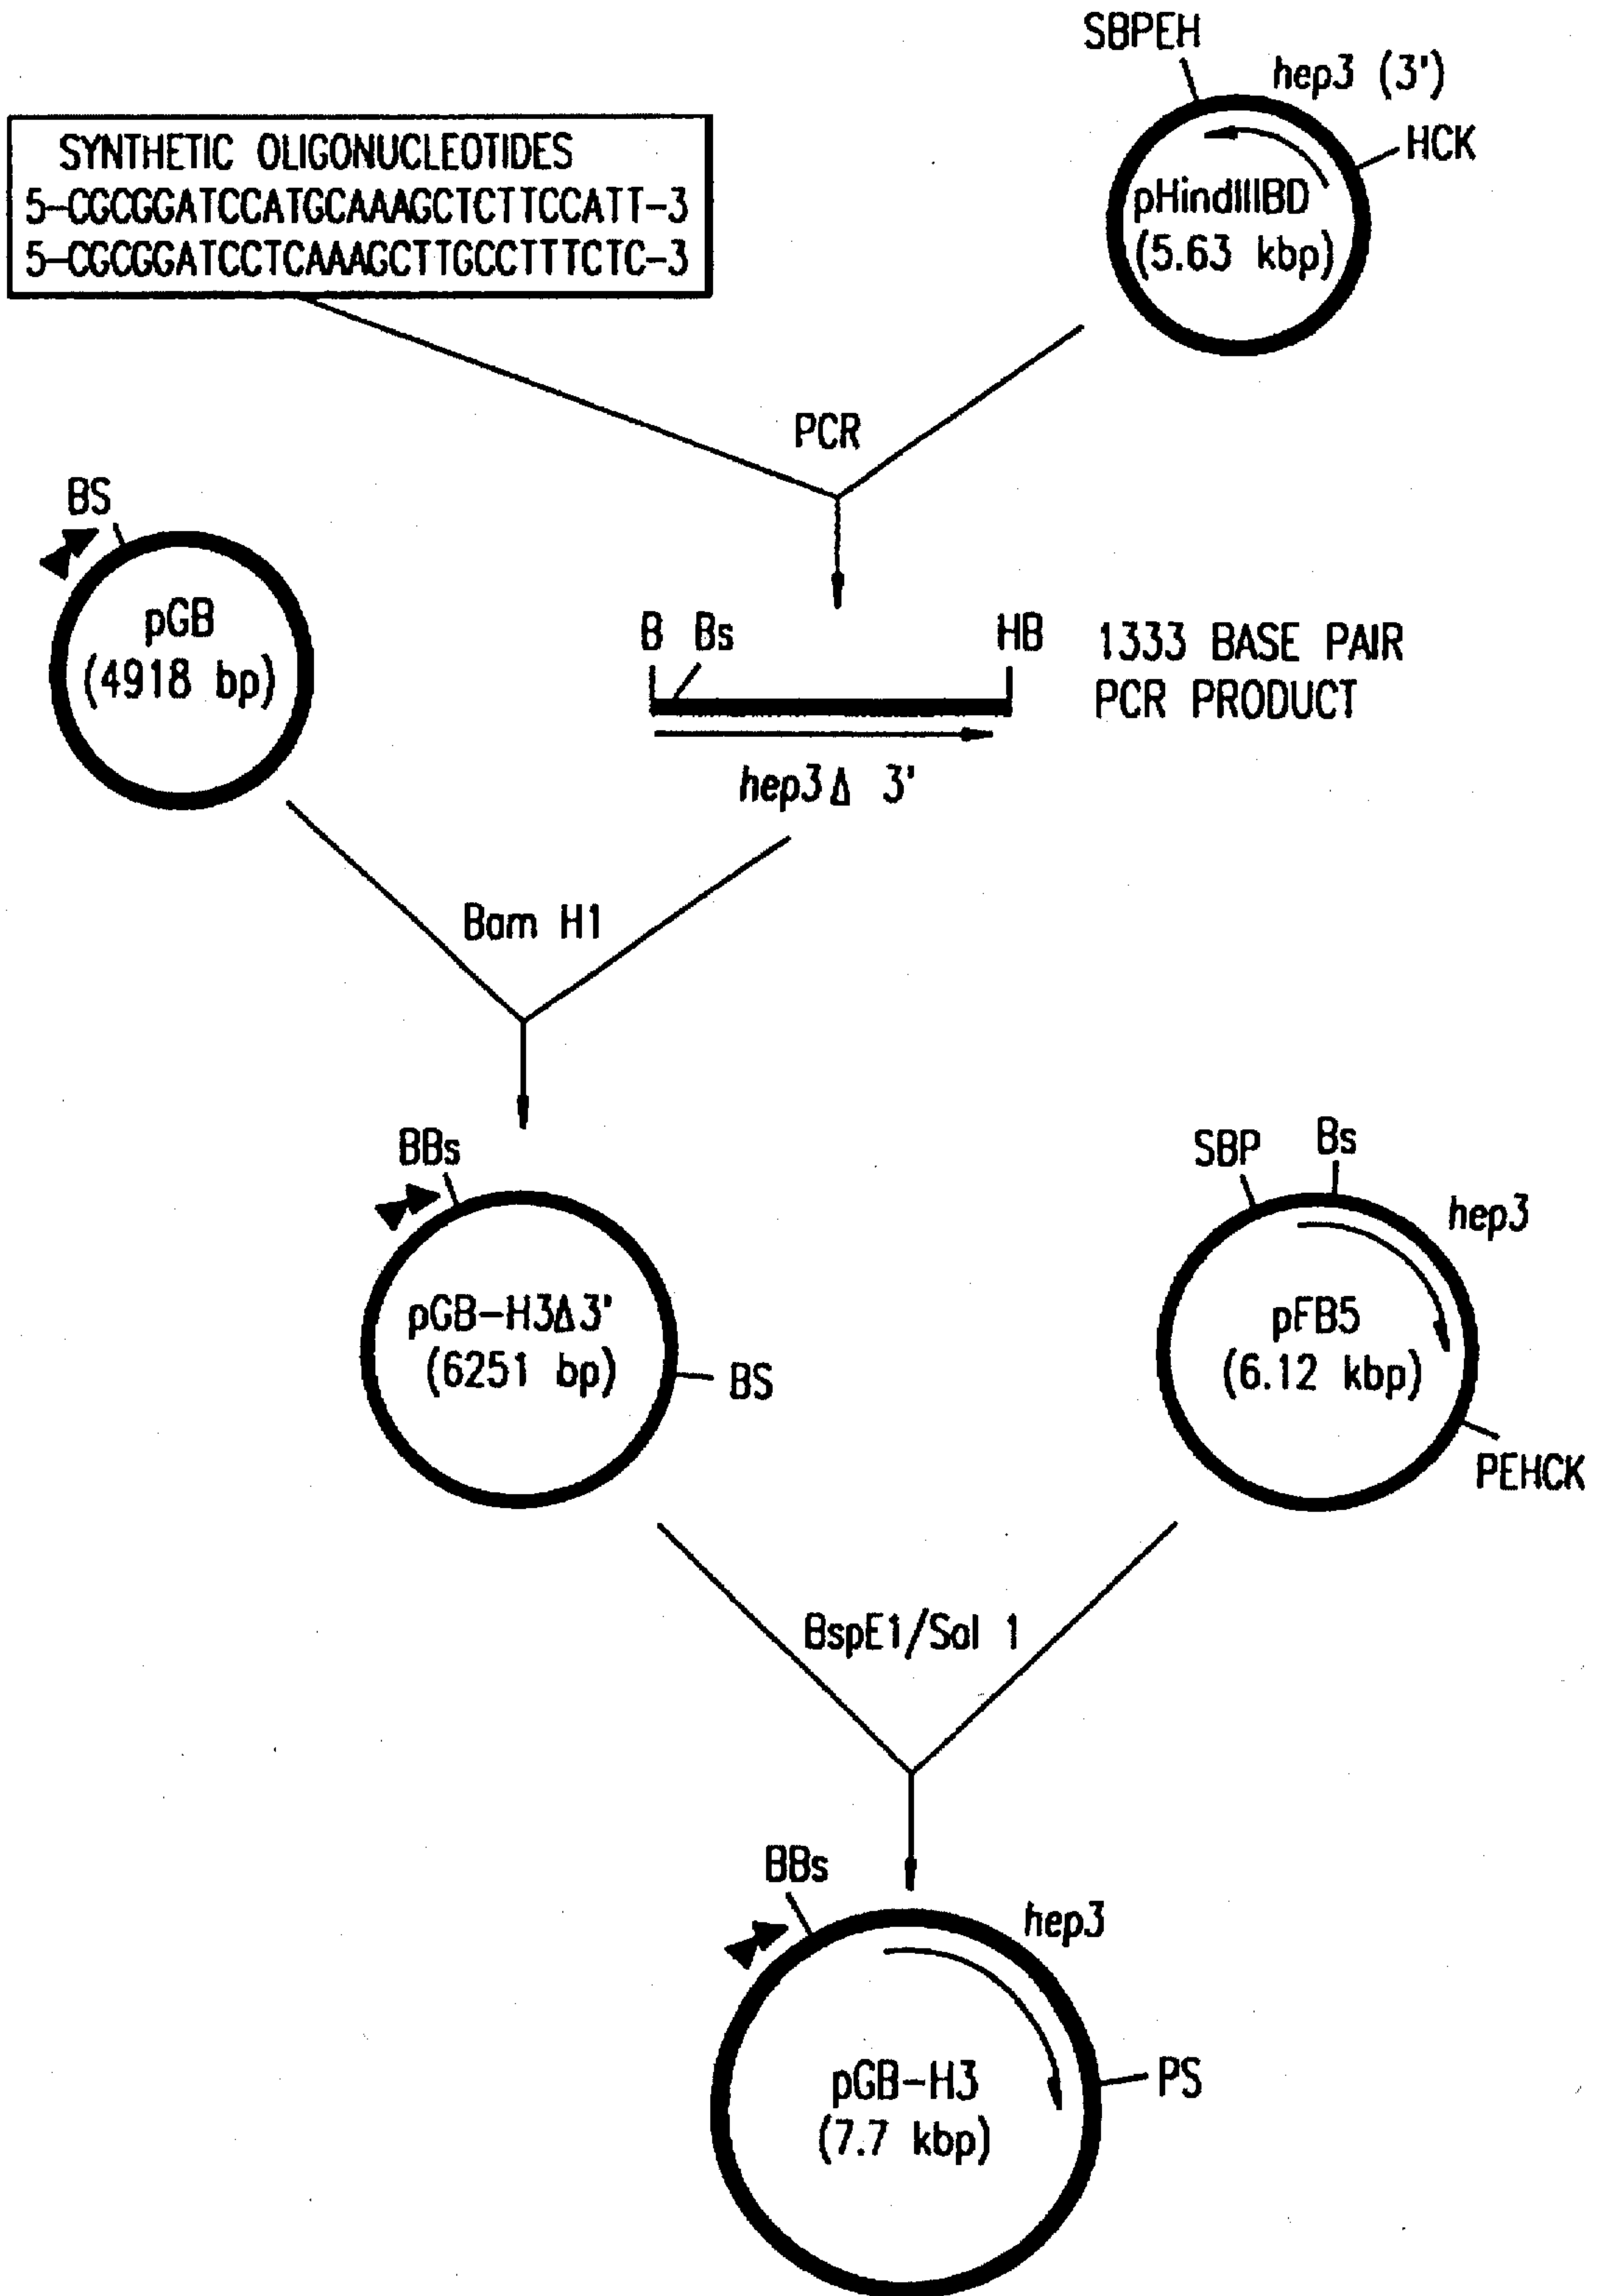 SBPEH
hep3 (3')
HCK
pHindIIIBD
(5.63 kbp)
SYNTHETIC OLIGONUCLEOTIDES
5-CGCGGATCCATGCAAAGCTCTTCCATT-3
5-CGCGGATCCTCAAAGCTTGCCTTTCTC-3
PCR
BS
pGB
(4918 bp)
B Bs
HB
1333 BASE PAIR
PCR PRODUCT
hep3Δ 3'
Bam H1
BBs
pGB-H3Δ3'
(6251 bp)
BS
SBP
Bs
hep3
pFB5
(6.12 kbp)
PEHCK
BspE1/Sal 1
BBs
hep3
pGB-H3
(7.7 kbp)
PS